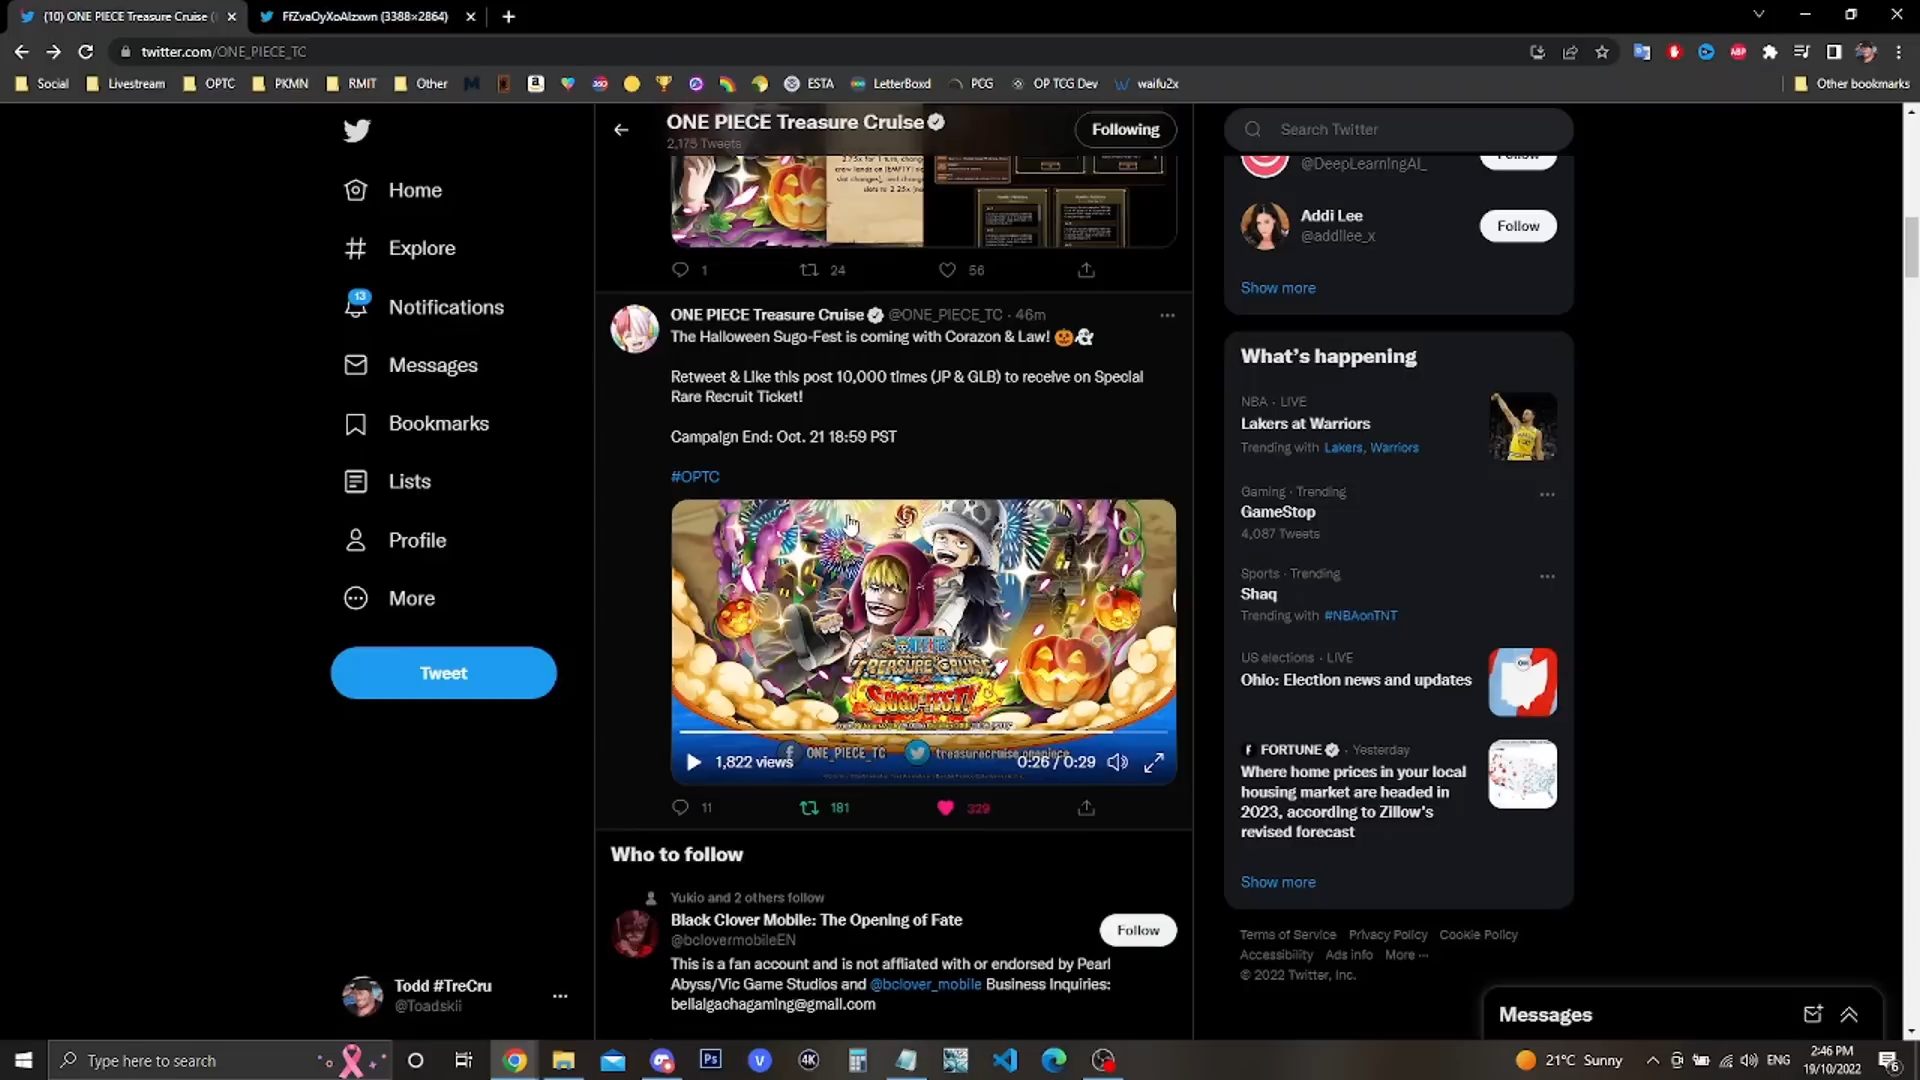 (10) ONE PIECE Treasure Cruise (
FfZvaOyXoAIzxwn (3388×2864)
twitter.com/ONE_PIECE_TC
Social
Livestream
OPTC
PKMN
RMIT
Other
ESTA
LetterBoxd
PCG
OP TCG Dev
waifu2x
Other bookmarks
Home
Explore
13
Notifications
Messages
Bookmarks
Lists
Profile
More
Tweet
Todd #TreCru
@Toadskii
ONE PIECE Treasure Cruise
2,175 Tweets
Following
1 24 56
ONE PIECE Treasure Cruise @ONE_PIECE_TC · 46m
The Halloween Sugo-Fest is coming with Corazon & Law!
Retweet & Like this post 10,000 times (JP & GLB) to receive on Special
Rare Recruit Ticket!
Campaign End: Oct. 21 18:59 PST
#OPTC
ONE PIECE
TREASURE CRUISE
SUGO-FEST!
ONE_PIECE_TC
treasurecruise.onepiece
1,822 views
0:26 / 0:29
11 181 329
Who to follow
Yukio and 2 others follow
Black Clover Mobile: The Opening of Fate
@bclovermobileEN
Follow
This is a fan account and is not affliated with or endorsed by Pearl
Abyss/Vic Game Studios and @bclover_mobile Business Inquiries:
bellalgachagaming@gmail.com
Search Twitter
@DeepLearningAI_
Follow
Addi Lee
@addllee_x
Follow
Show more
What's happening
NBA · LIVE
Lakers at Warriors
Trending with Lakers, Warriors
Gaming · Trending
GameStop
4,087 Tweets
Sports · Trending
Shaq
Trending with #NBAonTNT
US elections · LIVE
Ohio: Election news and updates
FORTUNE · Yesterday
Where home prices in your local
housing market are headed in
2023, according to Zillow's
revised forecast
Show more
Terms of Service Privacy Policy Cookie Policy
Accessibility Ads info More ···
© 2022 Twitter, Inc.
Messages
Type here to search
21°C Sunny
ENG
2:46 PM
19/10/2022
6